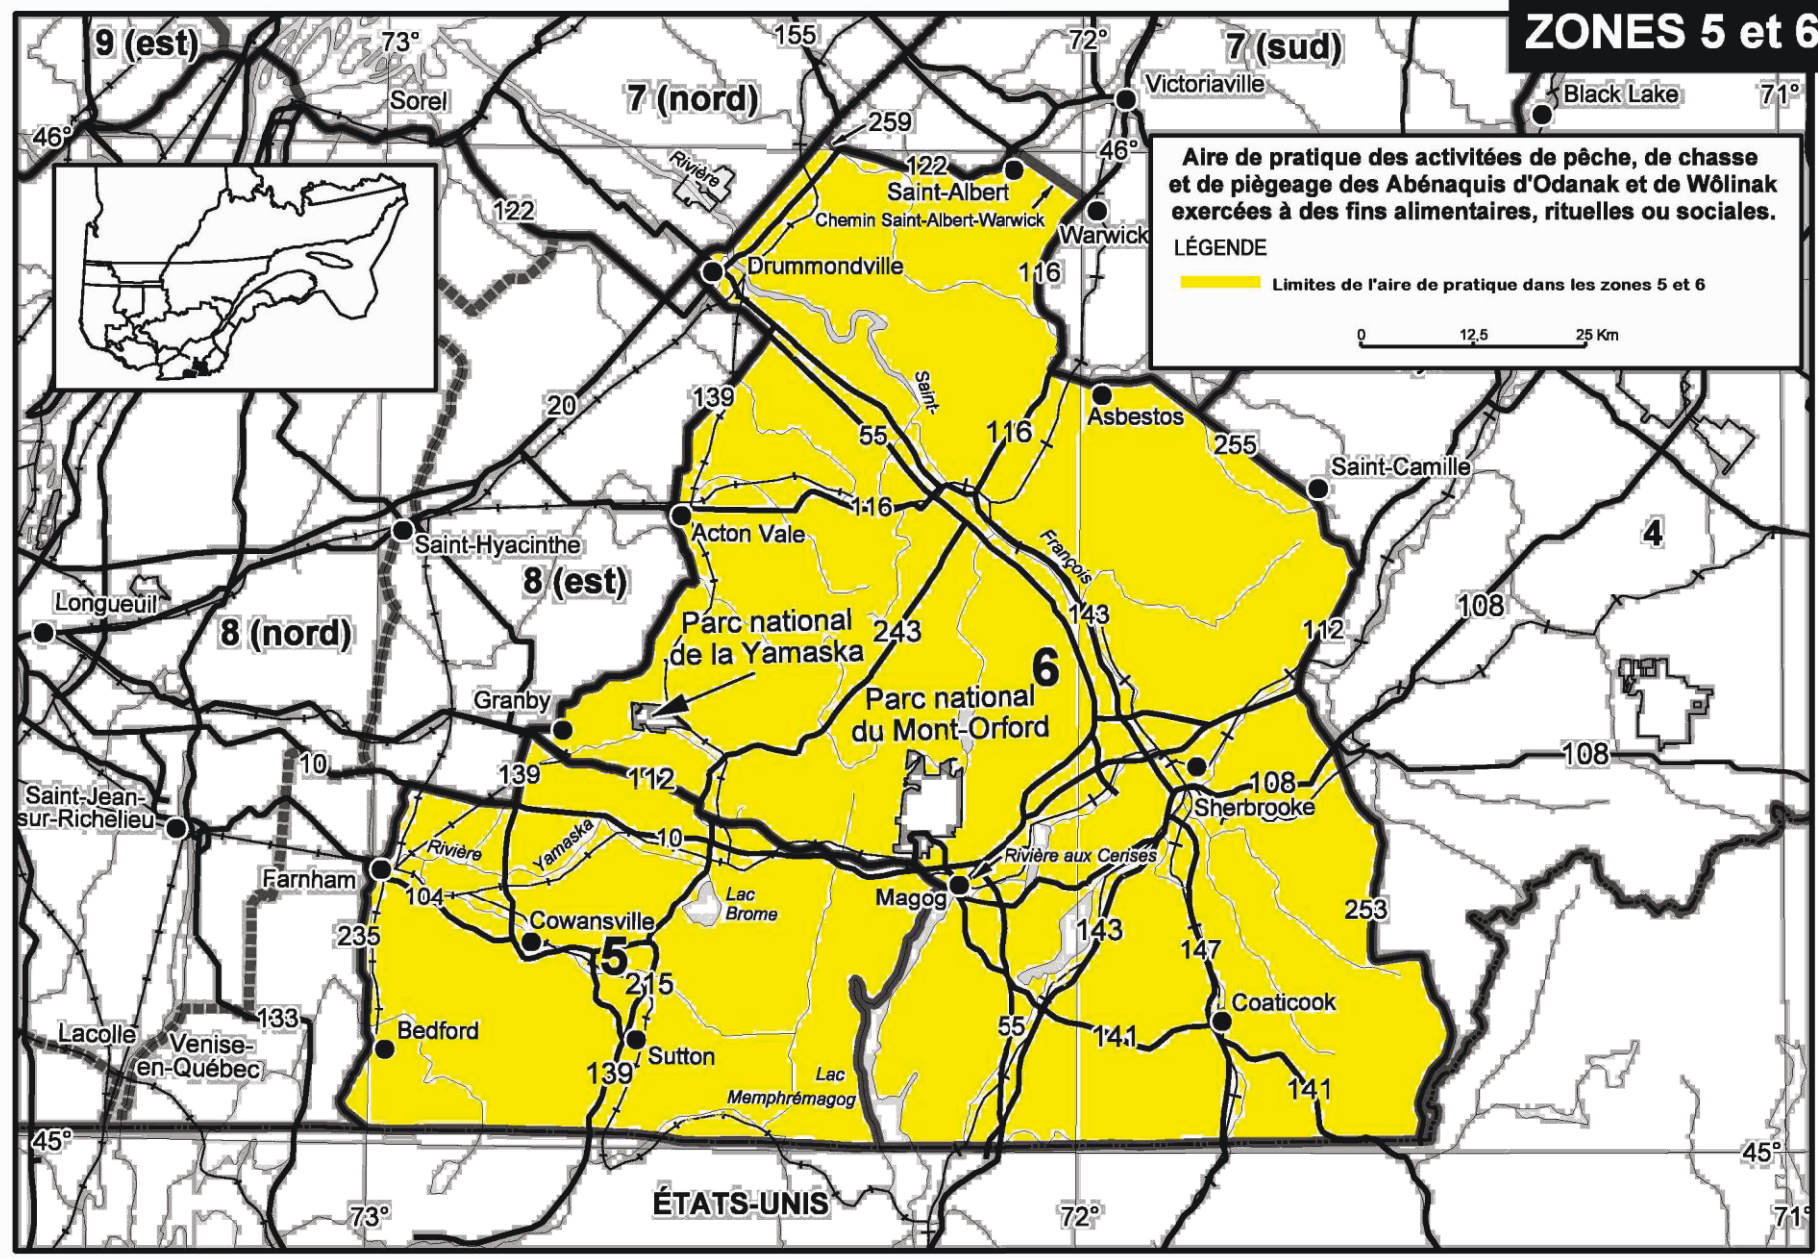 ZONES 5 et 6
9 (est)
73°
155
72°
7 (sud)
Victoriaville
Black Lake
71°
Sorel
7 (nord)
46°
259
46°
Rivière
122
Saint-Albert
Chemin Saint-Albert-Warwick
Warwick
122
116
Drummondville
Aire de pratique des activitées de pêche, de chasse
et de piègeage des Abénaquis d'Odanak et de Wôlinak
exercées à des fins alimentaires, rituelles ou sociales.
LÉGENDE
Limites de l'aire de pratique dans les zones 5 et 6
0 12,5 25 Km
139
20
Saint-
55
116
Asbestos
255
Saint-Camille
116
Acton Vale
Saint-Hyacinthe
4
François
8 (est)
Longueuil
8 (nord)
Parc national
de la Yamaska
243
143
108
112
6
Granby
Parc national
du Mont-Orford
10
139
112
108
108
Saint-Jean-
sur-Richelieu
Sherbrooke
Rivière
Yamaska
10
Rivière aux Cerises
Farnham
104
Lac
Brome
Magog
253
235
Cowansville
5
143
147
215
Coaticook
133
Bedford
55
141
Lacolle
Venise-
en-Québec
Sutton
139
Lac
Memphrémagog
141
45°
45°
ÉTATS-UNIS
73°
72°
71°